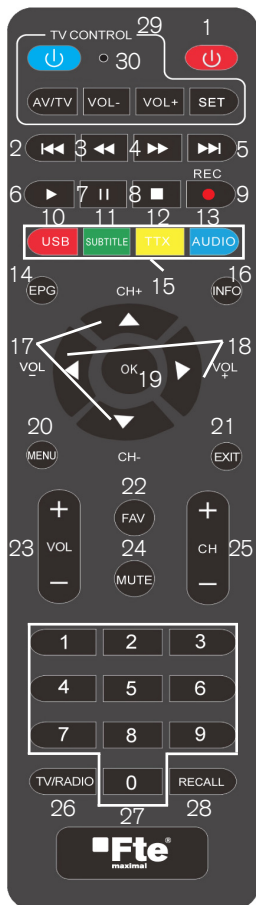 TV CONTROL 29 1
30
AV/TV VOL- VOL+ SET
2 3 4 5
REC
6 7 8 9
10 11 12 13
USB SUBTITLE TTX AUDIO
14 15 16
EPG CH+ INFO
17 18
VOL - OK 19 VOL +
20 21
MENU CH- EXIT
22
+ FAV +
23 VOL 24 CH 25
- MUTE -
1 2 3
4 5 6
7 8 9
TV/RADIO 0 RECALL
26 27 28
Fte®
maximal